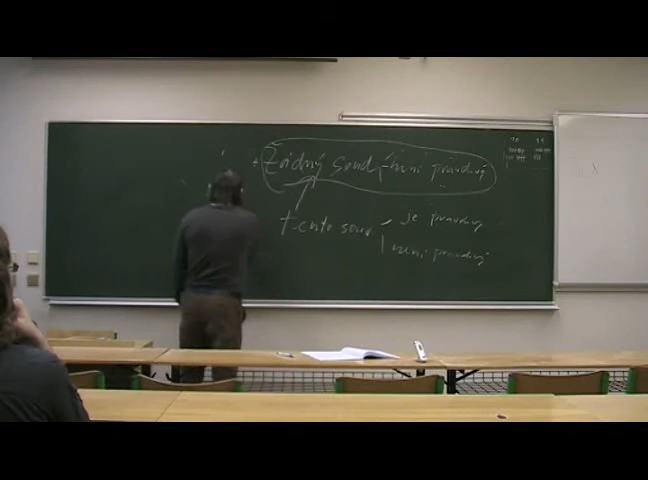 Žádný soud není pravdivý
tento soud je pravdivý
není pravdivý